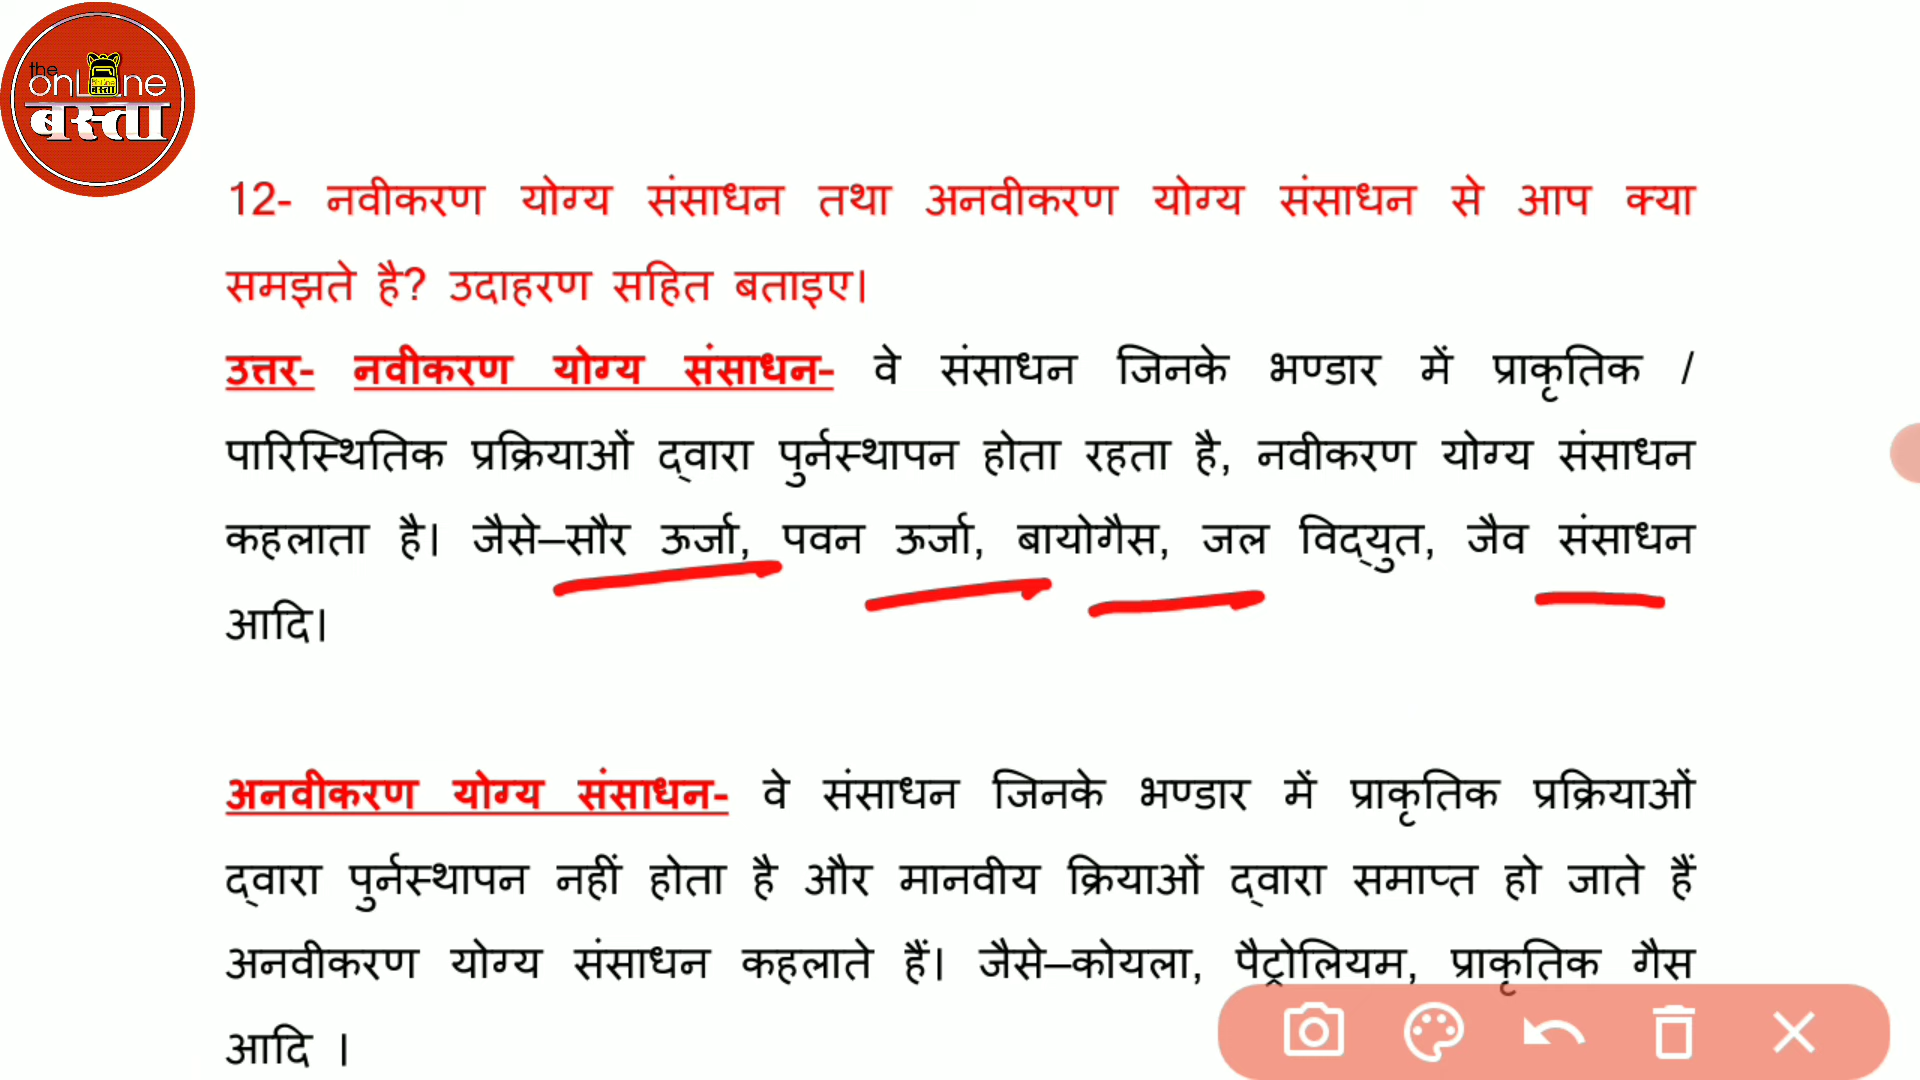 the
onLine
बस्ता
12- नवीकरण योग्य संसाधन तथा अनवीकरण योग्य संसाधन से आप क्या
समझते है? उदाहरण सहित बताइए।
उत्तर- नवीकरण योग्य संसाधन- वे संसाधन जिनके भण्डार में प्राकृतिक /
पारिस्थितिक प्रक्रियाओं द्वारा पुर्नस्थापन होता रहता है, नवीकरण योग्य संसाधन
कहलाता है। जैसे–सौर ऊर्जा, पवन ऊर्जा, बायोगैस, जल विद्युत, जैव संसाधन
आदि।
अनवीकरण योग्य संसाधन- वे संसाधन जिनके भण्डार में प्राकृतिक प्रक्रियाओं
द्वारा पुर्नस्थापन नहीं होता है और मानवीय क्रियाओं द्वारा समाप्त हो जाते हैं
अनवीकरण योग्य संसाधन कहलाते हैं। जैसे–कोयला, पैट्रोलियम, प्राकृतिक गैस
आदि ।